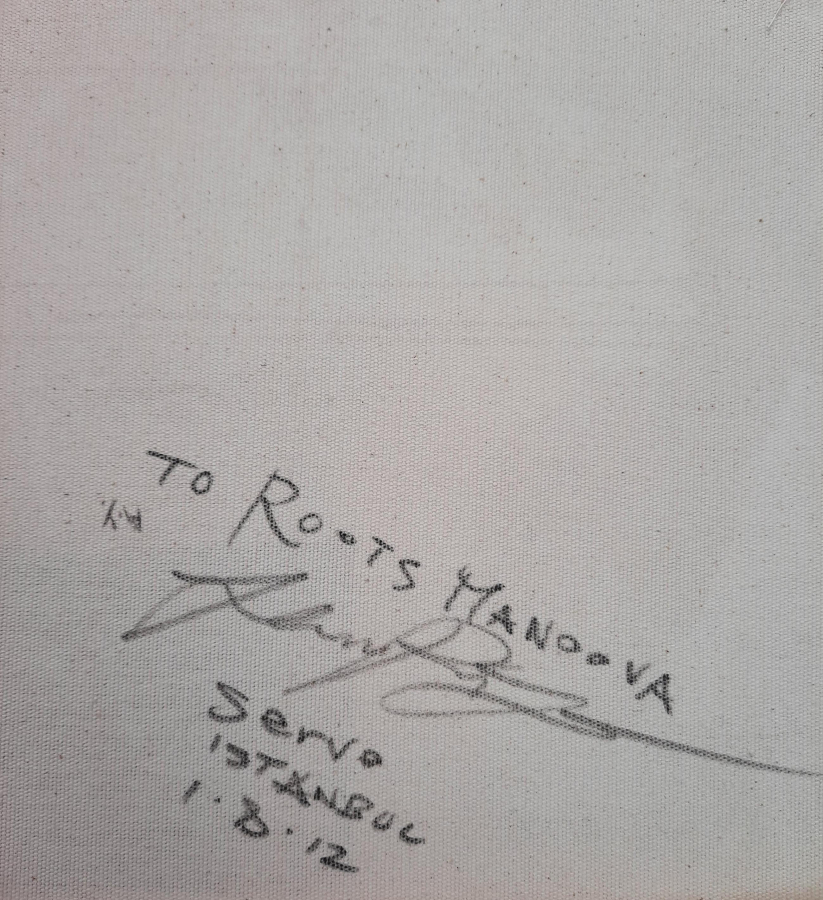 TO ROOTS MANOOVA
Servo
ISTANBUL
1.8.12